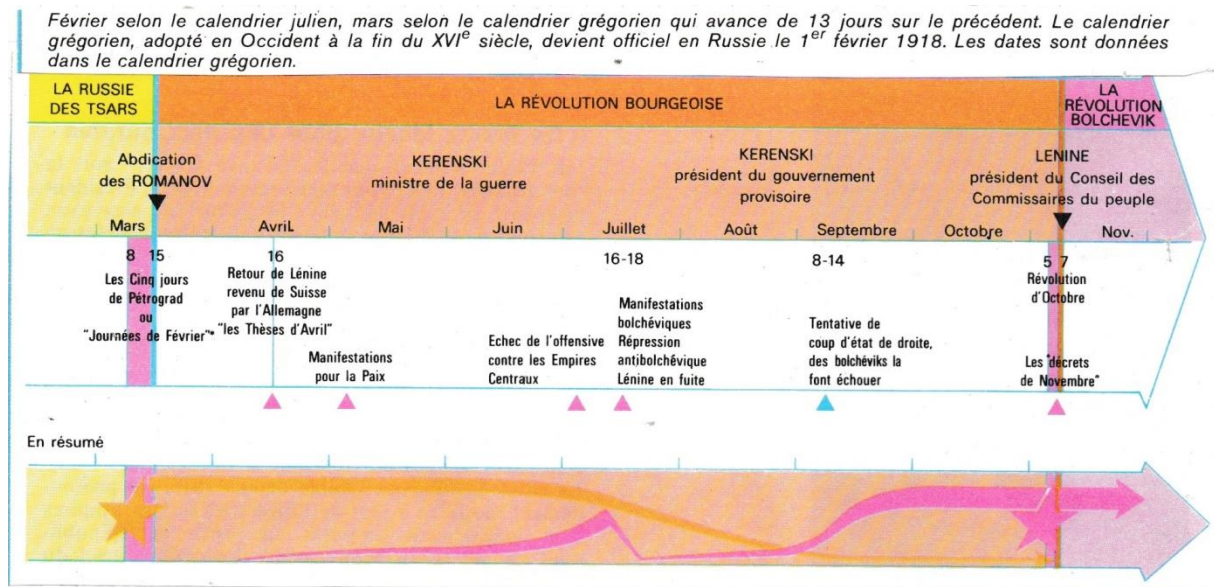 Février selon le calendrier julien, mars selon le calendrier grégorien qui avance de 13 jours sur le précédent. Le calendrier
grégorien, adopté en Occident à la fin du XVIe siècle, devient officiel en Russie le 1er février 1918. Les dates sont données
dans le calendrier grégorien.
LA RUSSIE
DES TSARS
LA RÉVOLUTION BOURGEOISE
LA
RÉVOLUTION
BOLCHEVIK
Abdication
des ROMANOV
KERENSKI
ministre de la guerre
KERENSKI
président du gouvernement
provisoire
LENINE
président du Conseil des
Commissaires du peuple
Mars
Avril
Mai
Juin
Juillet
Août
Septembre
Octobre
Nov.
8 15
Les Cinq jours
de Pétrograd
ou
"Journées de Février"•
16
Retour de Lénine
revenu de Suisse
par l'Allemagne
"les Thèses d'Avril"
Manifestations
pour la Paix
Echec de l'offensive
contre les Empires
Centraux
16-18
Manifestations
bolchéviques
Répression
antibolchévique
Lénine en fuite
8-14
Tentative de
coup d'état de droite,
des bolchéviks la
font échouer
5 7
Révolution
d'Octobre
Les "décrets
de Novembre"
En résumé